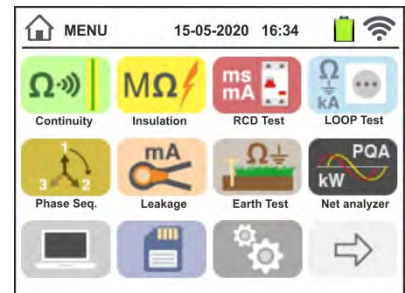 MENU 15-05-2020 16:34
Ω MΩ ms mA Ω kA
Continuity Insulation RCD Test LOOP Test
1 2 3 mA Ω PQA kW
Phase Seq. Leakage Earth Test Net analyzer